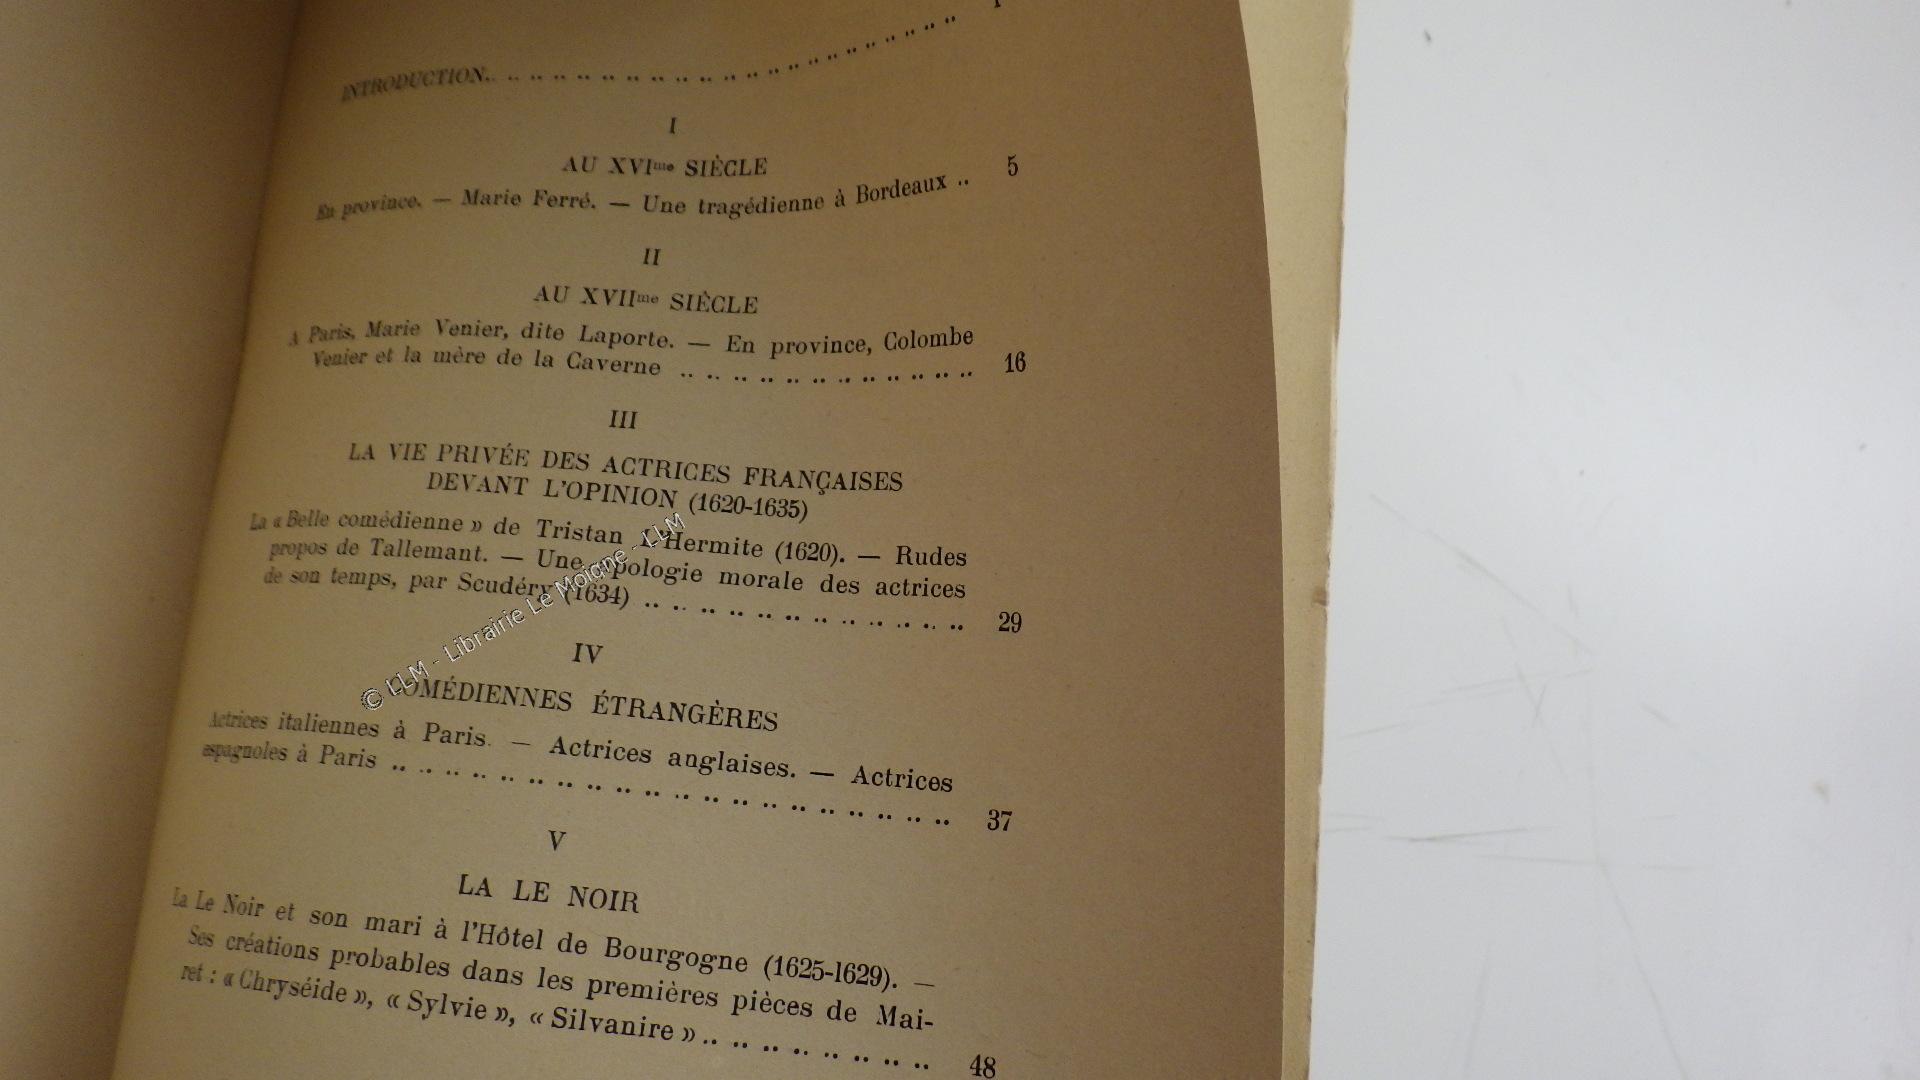 INTRODUCTION.. .. .. .. .. .. .. .. .. .. .. .. .. .. .. .. .. .. .. ..
I
AU XVIme SIÈCLE
En province. — Marie Ferré. — Une tragédienne à Bordeaux .. 5
II
AU XVIIme SIÈCLE
A Paris, Marie Venier, dite Laporte. — En province, Colombe
Venier et la mère de la Caverne .. .. .. .. .. .. .. .. .. .. .. 16
III
LA VIE PRIVÉE DES ACTRICES FRANÇAISES
DEVANT L'OPINION (1620-1635)
La « Belle comédienne » de Tristan L'Hermite (1620). — Rudes
propos de Tallemant. — Une apologie morale des actrices
de son temps, par Scudéry (1634) .. .. .. .. .. .. .. .. .. .. .. .. 29
IV
COMÉDIENNES ÉTRANGÈRES
Actrices italiennes à Paris. — Actrices anglaises. — Actrices
espagnoles à Paris .. .. .. .. .. .. .. .. .. .. .. .. .. .. .. .. .. .. .. .. 37
V
LA LE NOIR
La Le Noir et son mari à l'Hôtel de Bourgogne (1625-1629). —
Ses créations probables dans les premières pièces de Mai-
ret : « Chryséide », « Sylvie », « Silvanire » .. .. .. .. .. .. .. .. 48
© LLM - Librairie Le Moigne - LLM